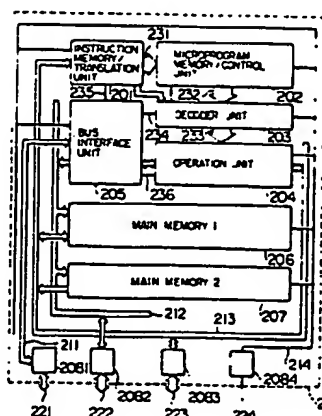 INSTRUCTION
MEMORY/
TRANSLATION
UNIT
231
MICROPROGRAM
MEMORY/CONTROL
UNIT
235
201
232
202
DECODER UNIT
234
233
203
BUS
INTERFACE
UNIT
OPERATION UNIT
205
236
204
MAIN MEMORY 1
206
MAIN MEMORY 2
207
212
213
211
214
2081
2082
2083
2084
221
222
223